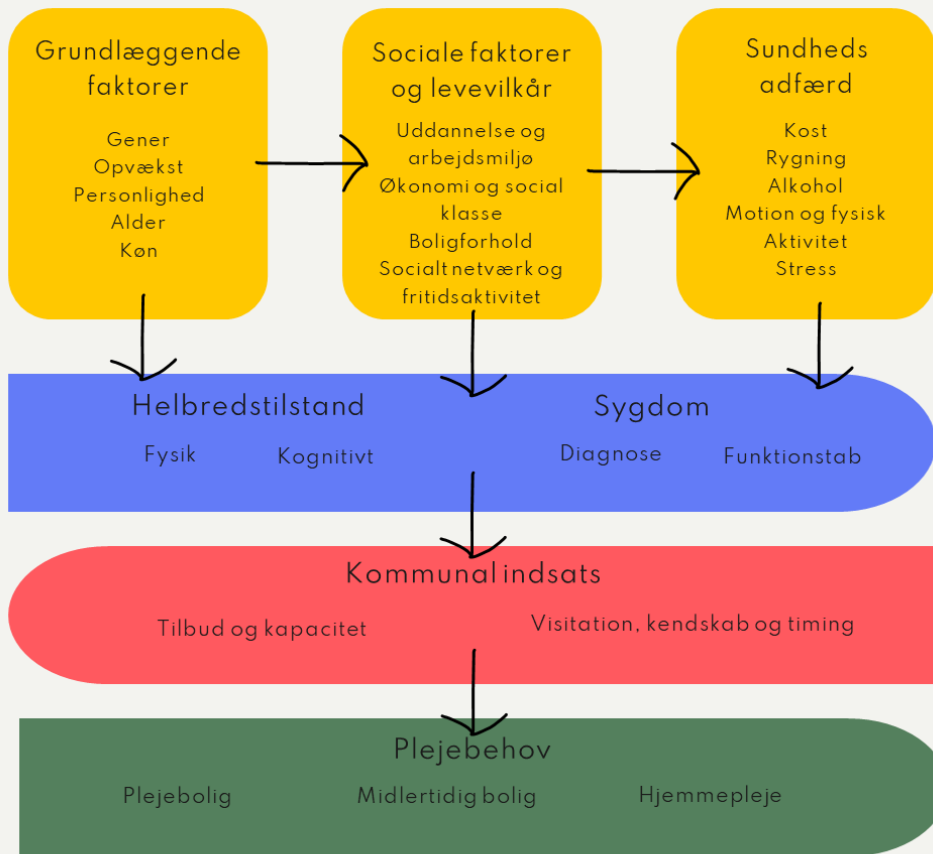 Grundlæggende
faktorer
Gener
Opvækst
Personlighed
Alder
Køn
Sociale faktorer
og levevilkår
Uddannelse og
arbejdsmiljø
Økonomi og social
klasse
Boligforhold
Socialt netværk og
fritidsaktivitet
Sundheds
adfærd
Kost
Rygning
Alkohol
Motion og fysisk
Aktivitet
Stress
Helbredstilstand
Fysik
Kognitivt
Sygdom
Diagnose
Funktionstab
Kommunal indsats
Tilbud og kapacitet
Visitation, kendskab og timing
Plejebehov
Plejebolig
Midlertidig bolig
Hjemmepleje